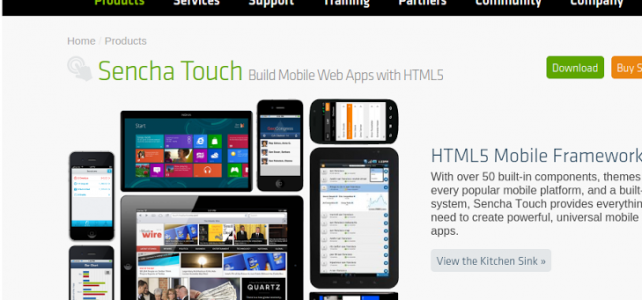 Products Services Support Training Partners Community Company
Home / Products
Sencha Touch Build Mobile Web Apps with HTML5
Download
Buy S
Start
wire
QUARTZ
HTML5 Mobile Framework
With over 50 built-in components, themes
every popular mobile platform, and a built-
system, Sencha Touch provides everythin
need to create powerful, universal mobile
apps.
View the Kitchen Sink »